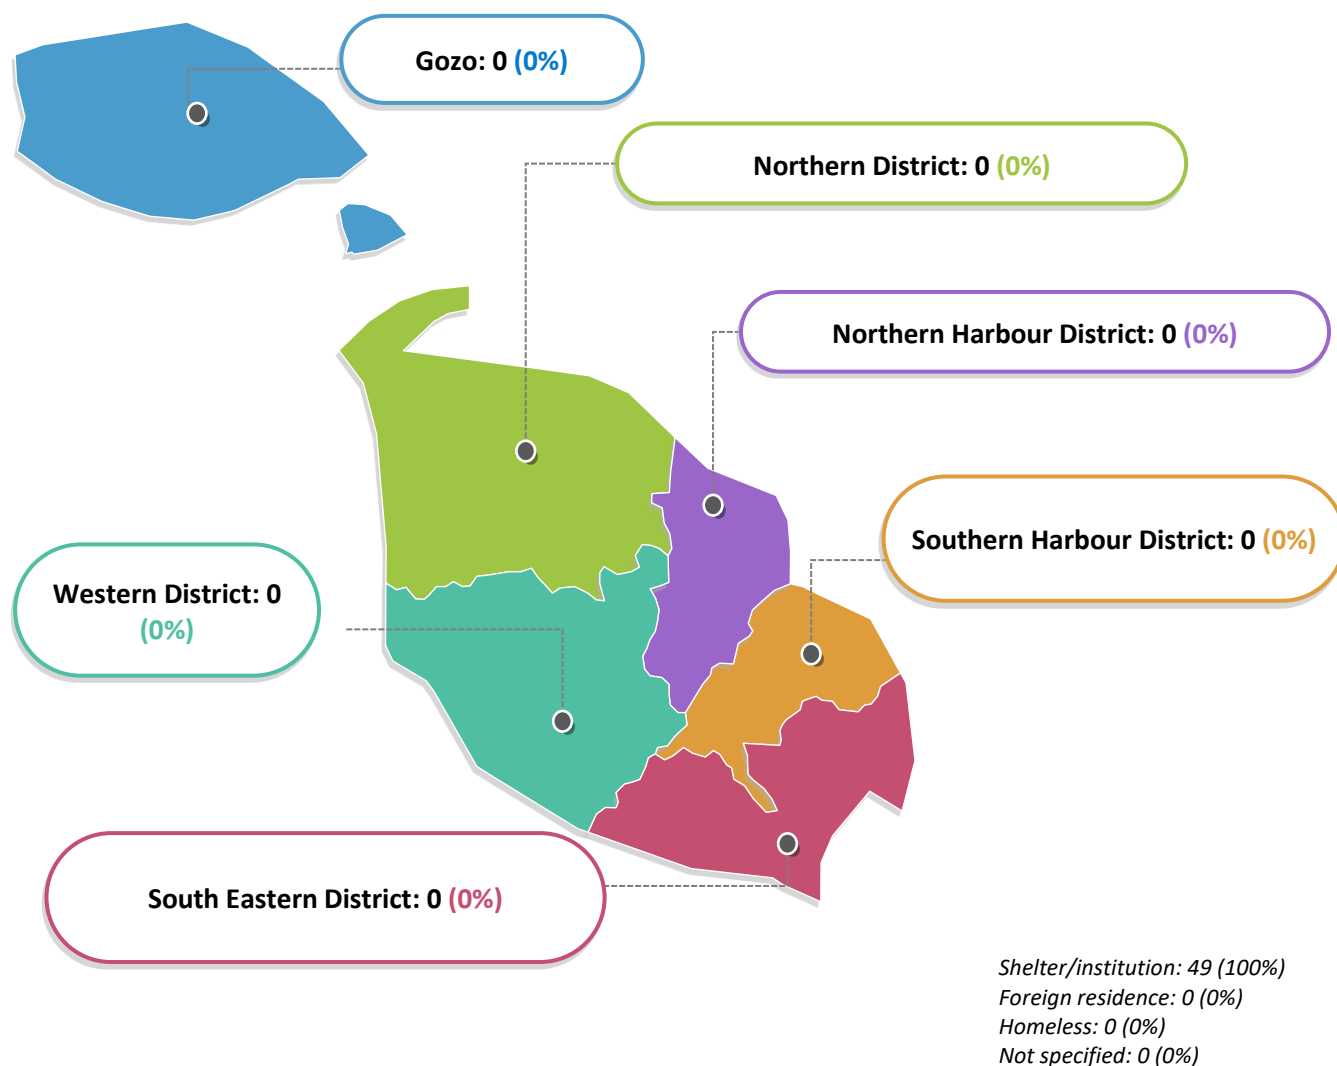 Gozo: 0 (0%)
Northern District: 0 (0%)
Northern Harbour District: 0 (0%)
Southern Harbour District: 0 (0%)
Western District: 0
(0%)
South Eastern District: 0 (0%)
Shelter/institution: 49 (100%)
Foreign residence: 0 (0%)
Homeless: 0 (0%)
Not specified: 0 (0%)